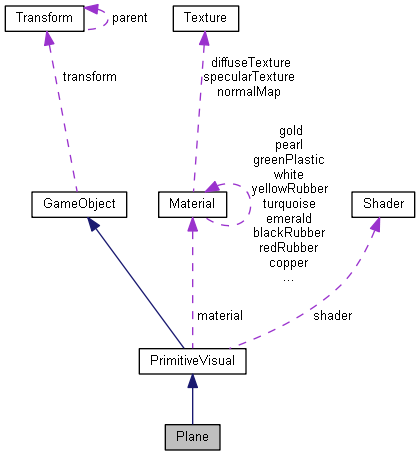 Transform
parent
Texture
transform
diffuseTexture
specularTexture
normalMap
gold
pearl
greenPlastic
white
yellowRubber
turquoise
emerald
blackRubber
redRubber
copper
...
GameObject
Material
Shader
material
shader
PrimitiveVisual
Plane